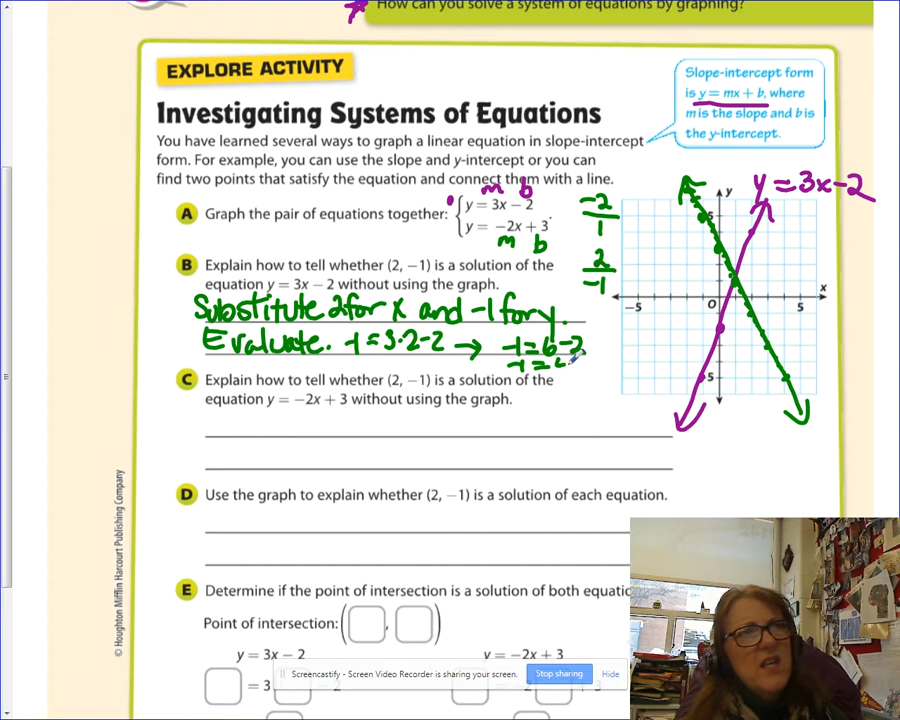 How can you solve a system of equations by graphing?
EXPLORE ACTIVITY
Investigating Systems of Equations
Slope-intercept form
is y = mx + b, where
m is the slope and b is
the y-intercept.
You have learned several ways to graph a linear equation in slope-intercept
form. For example, you can use the slope and y-intercept or you can
find two points that satisfy the equation and connect them with a line.
m b
A Graph the pair of equations together: { y = 3x − 2
y = −2x + 3 .
m b
-2/1
2/-1
y = 3x - 2
y
x
−5 O 5
5
5
B Explain how to tell whether (2, −1) is a solution of the
equation y = 3x − 2 without using the graph.
Substitute 2 for x and -1 for y.
Evaluate. -1 = 3·2-2 → -1 = 6-2
-1 = 4
C Explain how to tell whether (2, −1) is a solution of the
equation y = −2x + 3 without using the graph.
D Use the graph to explain whether (2, −1) is a solution of each equation.
E Determine if the point of intersection is a solution of both
Point of intersection: ( , )
y = 3x − 2 y = −2x + 3
= 3
Screencastify - Screen Video Recorder is sharing your screen. Stop sharing Hide
© Houghton Mifflin Harcourt Publishing Company